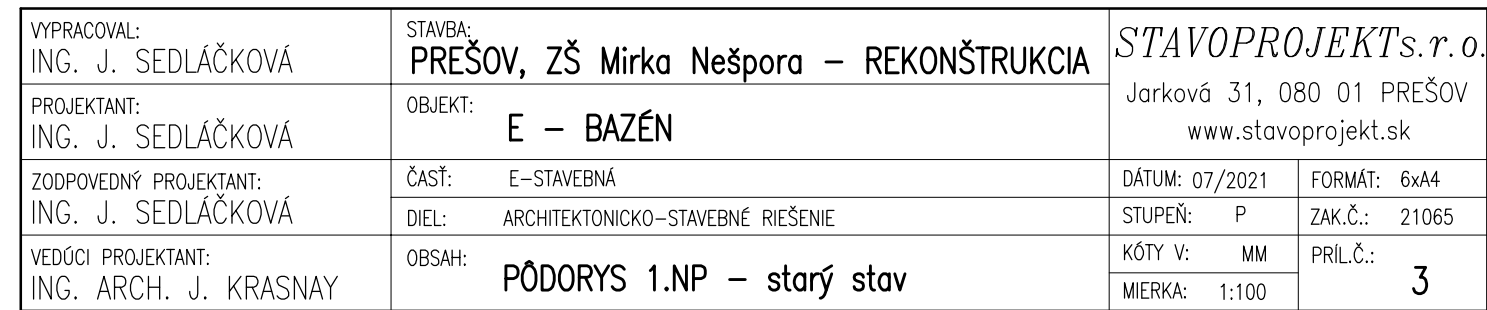 VYPRACOVAL:
ING. J. SEDLÁČKOVÁ
PROJEKTANT:
ING. J. SEDLÁČKOVÁ
ZODPOVEDNÝ PROJEKTANT:
ING. J. SEDLÁČKOVÁ
VEDÚCI PROJEKTANT:
ING. ARCH. J. KRASNAY
STAVBA:
PREŠOV, ZŠ Mirka Nešpora – REKONŠTRUKCIA
OBJEKT:
E – BAZÉN
ČASŤ: E–STAVEBNÁ
DIEL: ARCHITEKTONICKO–STAVEBNÉ RIEŠENIE
OBSAH:
PÔDORYS 1.NP – starý stav
STAVOPROJEKTs.r.o.
Jarková 31, 080 01 PREŠOV
www.stavoprojekt.sk
DÁTUM: 07/2021 FORMÁT: 6xA4
STUPEŇ: P ZAK.Č.: 21065
KÓTY V: MM PRÍL.Č.:
MIERKA: 1:100 3